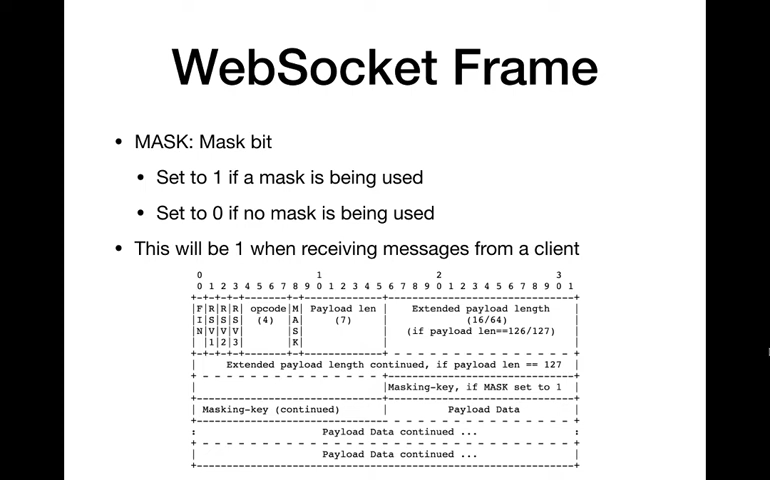 WebSocket Frame
• MASK: Mask bit
• Set to 1 if a mask is being used
• Set to 0 if no mask is being used
• This will be 1 when receiving messages from a client
 0                   1                   2                   3
 0 1 2 3 4 5 6 7 8 9 0 1 2 3 4 5 6 7 8 9 0 1 2 3 4 5 6 7 8 9 0 1
+-+-+-+-+-------+-+-------------+-------------------------------+
|F|R|R|R| opcode|M| Payload len |    Extended payload length    |
|I|S|S|S|  (4)  |A|     (7)     |             (16/64)           |
|N|V|V|V|       |S|             |   (if payload len==126/127)   |
| |1|2|3|       |K|             |                               |
+-+-+-+-+-------+-+-------------+ - - - - - - - - - - - - - - - +
|     Extended payload length continued, if payload len == 127  |
+ - - - - - - - - - - - - - - - +-------------------------------+
|                               |Masking-key, if MASK set to 1  |
+-------------------------------+-------------------------------+
| Masking-key (continued)       |          Payload Data         |
+-------------------------------- - - - - - - - - - - - - - - - +
:                     Payload Data continued ...                :
+ - - - - - - - - - - - - - - - - - - - - - - - - - - - - - - - +
|                     Payload Data continued ...                |
+---------------------------------------------------------------+